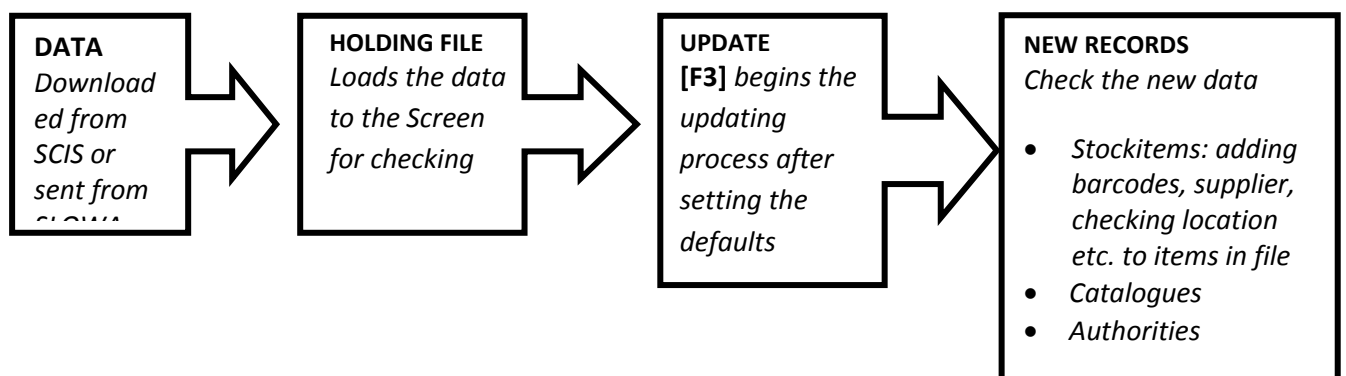 DATA
Download
ed from
SCIS or
sent from
HOLDING FILE
Loads the data
to the Screen
for checking
UPDATE
[F3] begins the
updating
process after
setting the
defaults
NEW RECORDS
Check the new data
• Stockitems: adding
barcodes, supplier,
checking location
etc. to items in file
• Catalogues
• Authorities